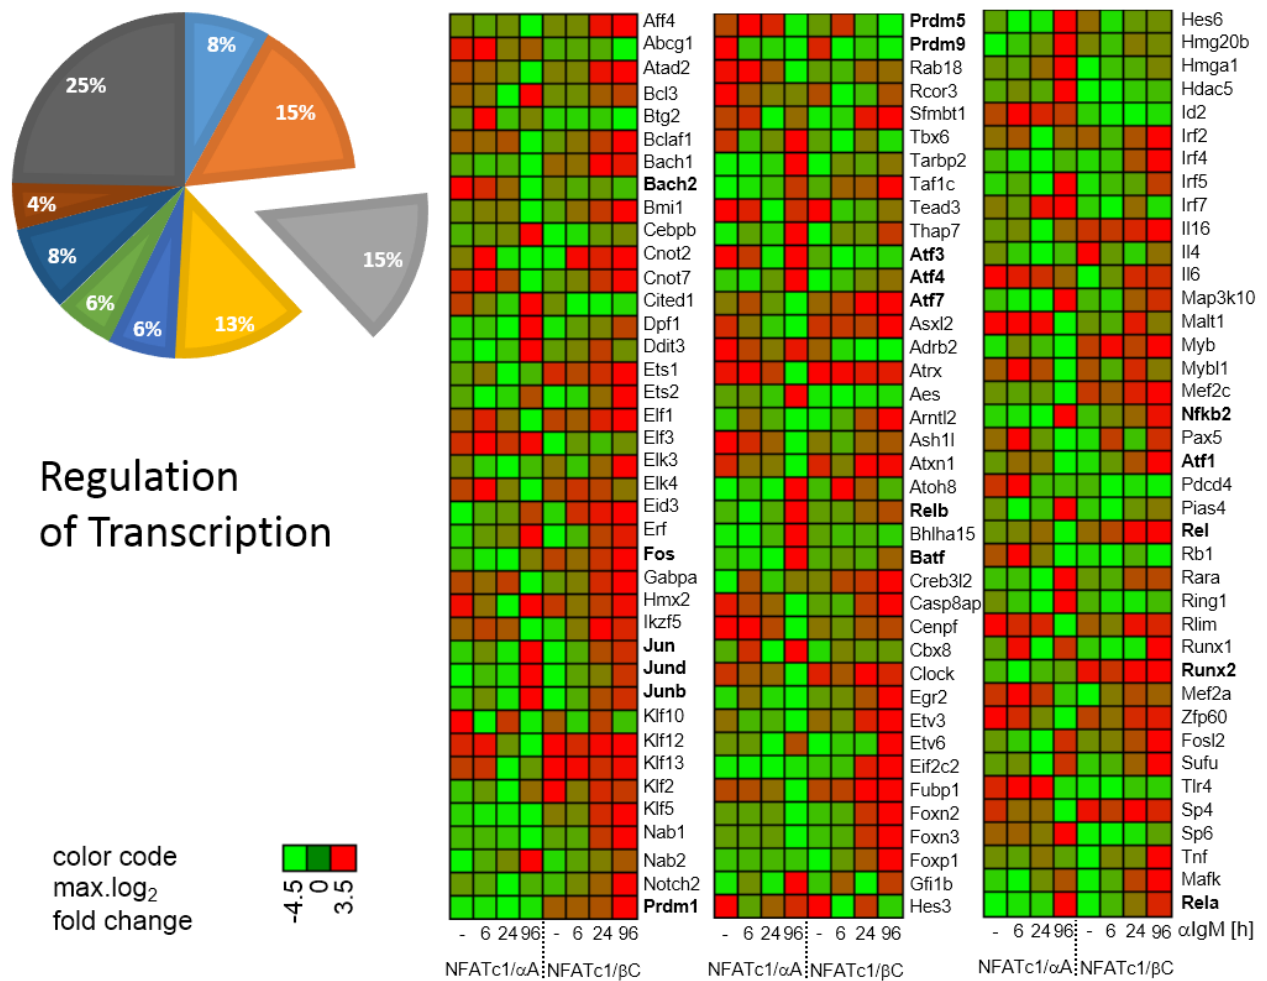 8%
15%
15%
13%
6%
6%
8%
4%
25%
Regulation
of Transcription
color code
max.log2
fold change
-4.5
0
3.5
Aff4
Abcg1
Atad2
Bcl3
Btg2
Bclaf1
Bach1
Bach2
Bmi1
Cebpb
Cnot2
Cnot7
Cited1
Dpf1
Ddit3
Ets1
Ets2
Elf1
Elf3
Elk3
Elk4
Eid3
Erf
Fos
Gabpa
Hmx2
Ikzf5
Jun
Jund
Junb
Klf10
Klf12
Klf13
Klf2
Klf5
Nab1
Nab2
Notch2
Prdm1
- 6 24 96 - 6 24 96
NFATc1/αA NFATc1/βC
Prdm5
Prdm9
Rab18
Rcor3
Sfmbt1
Tbx6
Tarbp2
Taf1c
Tead3
Thap7
Atf3
Atf4
Atf7
Asxl2
Adrb2
Atrx
Aes
Arntl2
Ash1l
Atxn1
Atoh8
Relb
Bhlha15
Batf
Creb3l2
Casp8ap
Cenpf
Cbx8
Clock
Egr2
Etv3
Etv6
Eif2c2
Fubp1
Foxn2
Foxn3
Foxp1
Gfi1b
Hes3
- 6 24 96 - 6 24 96
NFATc1/αA NFATc1/βC
Hes6
Hmg20b
Hmga1
Hdac5
Id2
Irf2
Irf4
Irf5
Irf7
Il16
Il4
Il6
Map3k10
Malt1
Myb
Mybl1
Mef2c
Nfkb2
Pax5
Atf1
Pdcd4
Pias4
Rel
Rb1
Rara
Ring1
Rlim
Runx1
Runx2
Mef2a
Zfp60
Fosl2
Sufu
Tlr4
Sp4
Sp6
Tnf
Mafk
Rela
- 6 24 96 - 6 24 96 αIgM [h]
NFATc1/αA NFATc1/βC